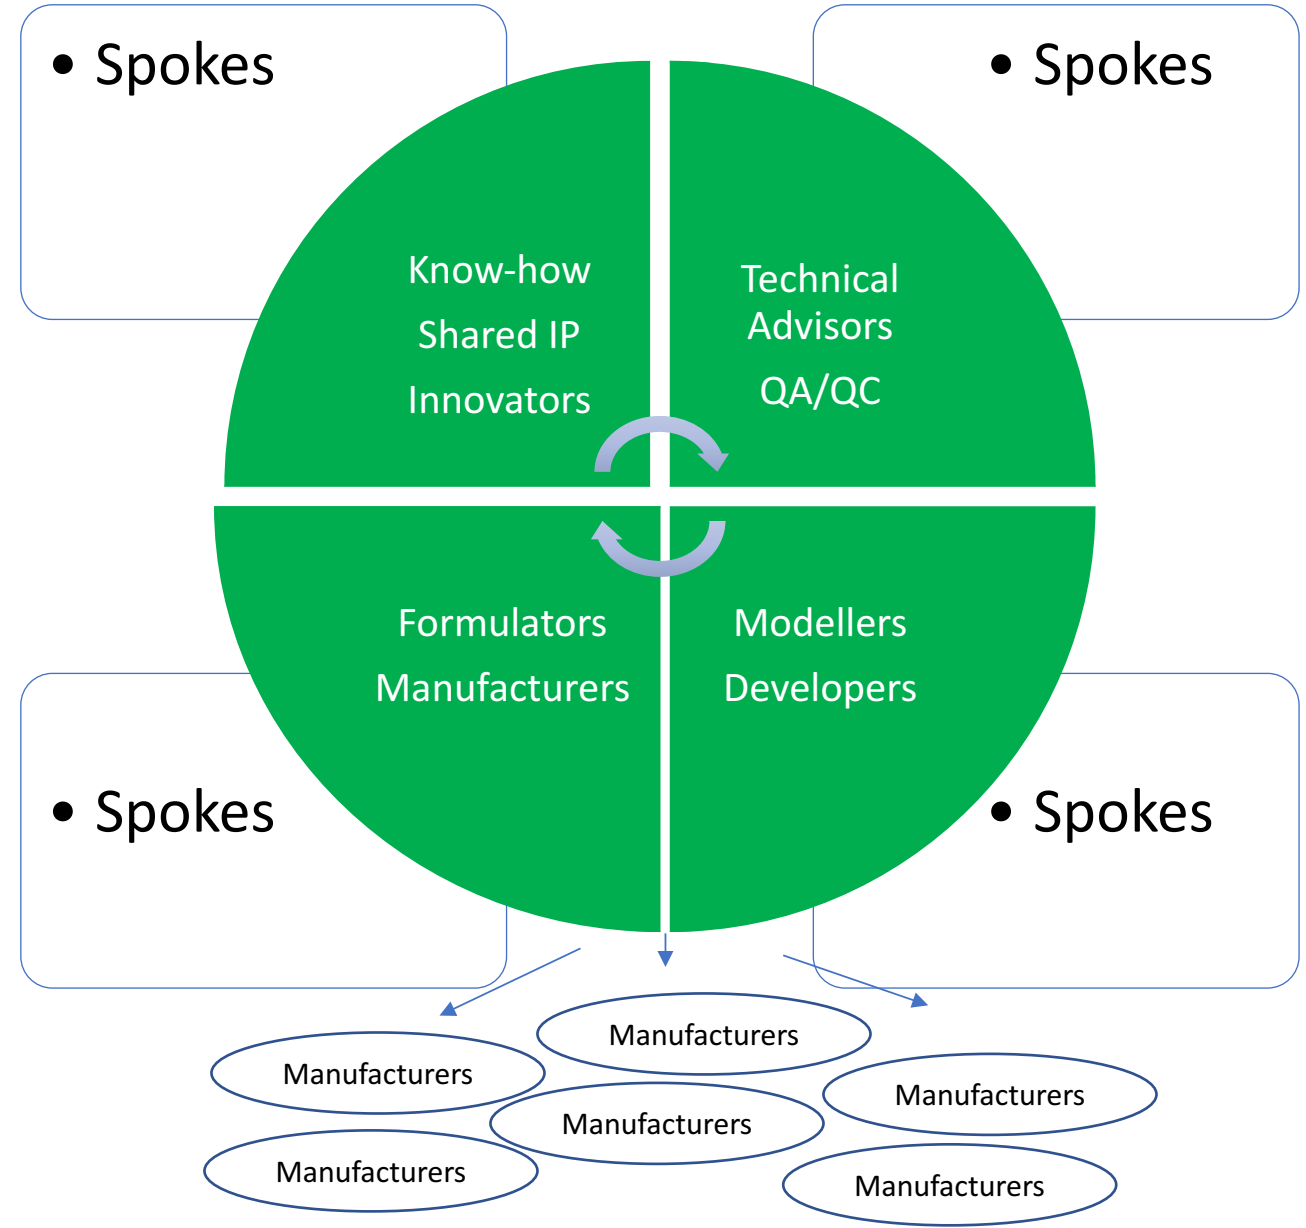 • Spokes
• Spokes
Know-how
Shared IP
Innovators
Technical
Advisors
QA/QC
Formulators
Manufacturers
Modellers
Developers
• Spokes
• Spokes
Manufacturers
Manufacturers
Manufacturers
Manufacturers
Manufacturers
Manufacturers